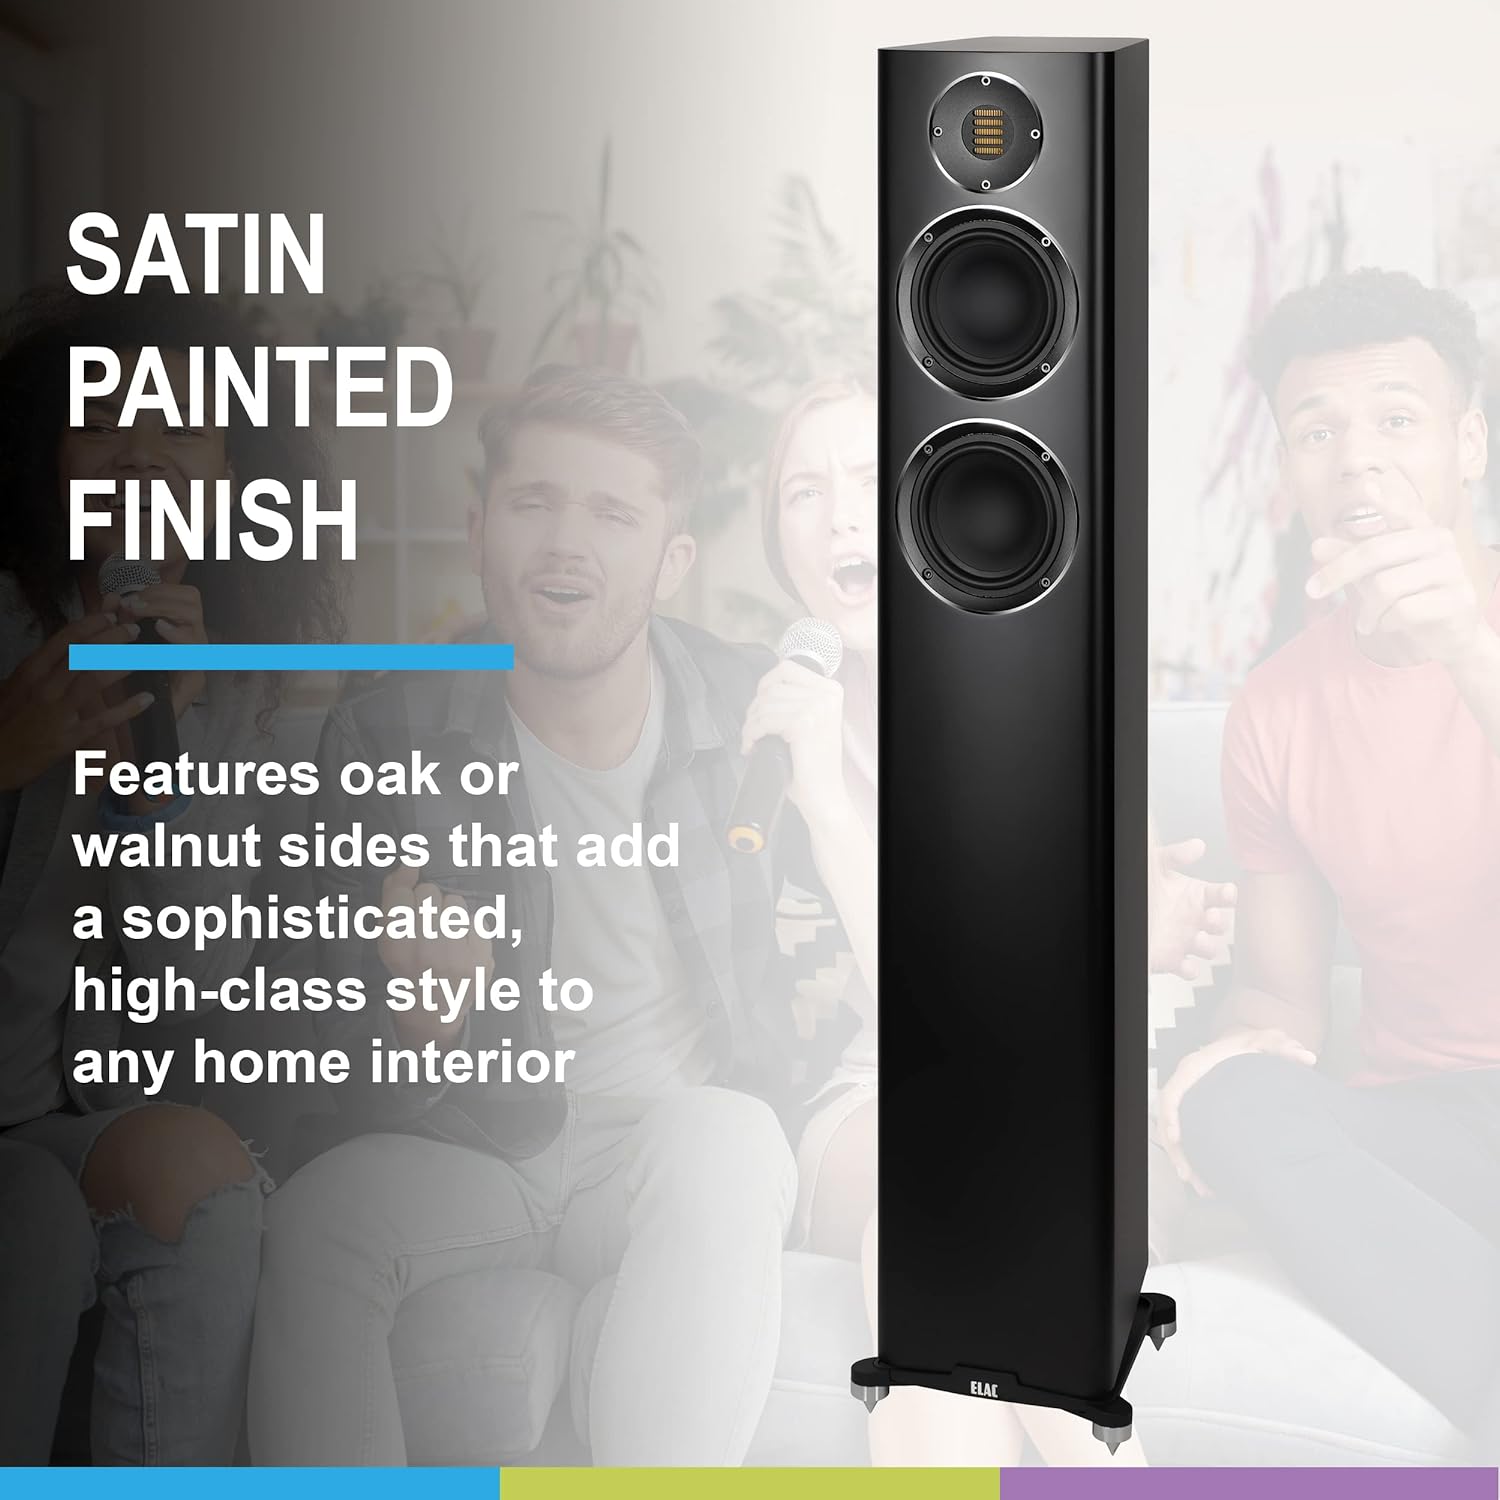 SATIN
PAINTED
FINISH
Features oak or
walnut sides that add
a sophisticated,
high-class style to
any home interior
ELAC